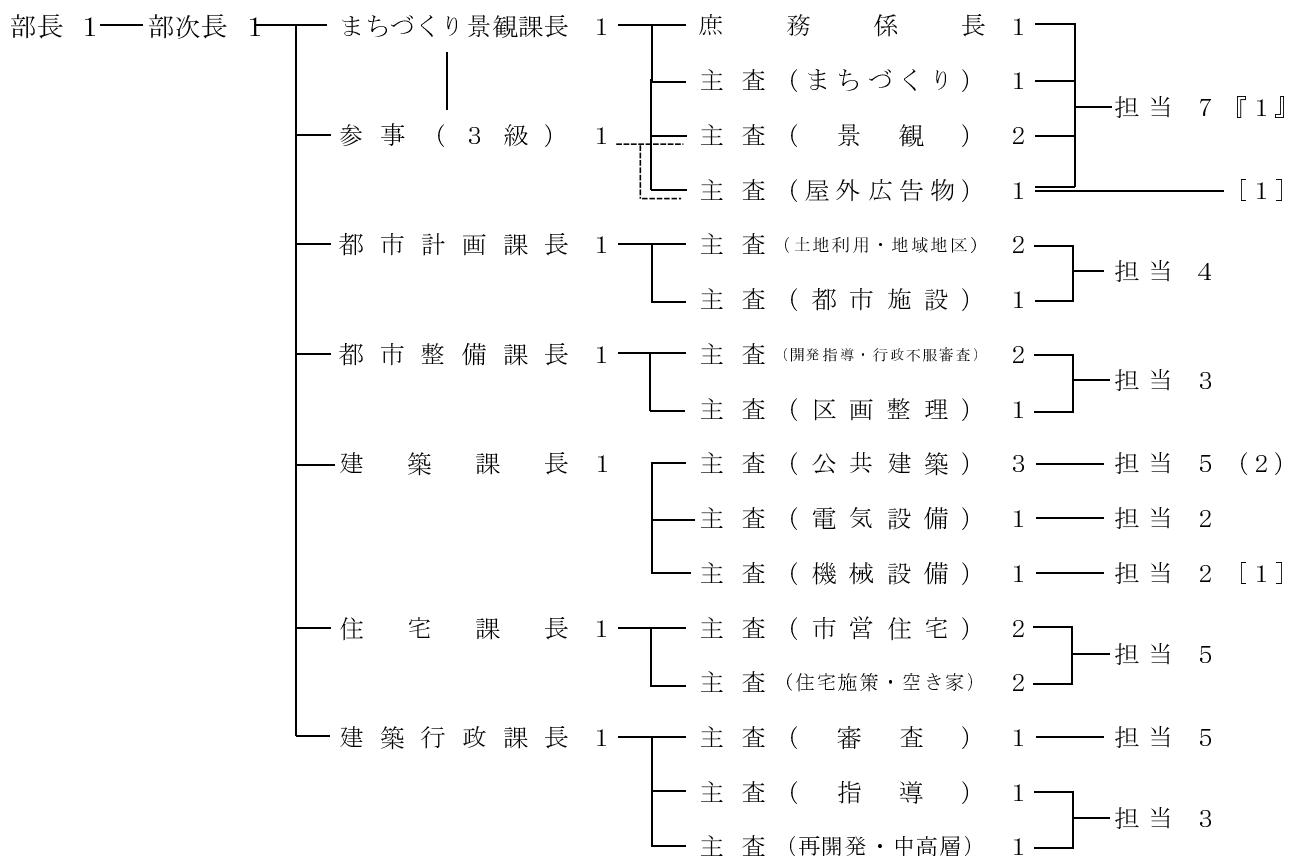 部長 1 部次長 1 まちづくり景観課長 1 庶務係長 1
主査(まちづくり) 1
担当 7 『1』
参事(3級) 1 主査(景観) 2
主査(屋外広告物) 1 [1]
都市計画課長 1 主査(土地利用・地域地区) 2
担当 4
主査(都市施設) 1
都市整備課長 1 主査(開発指導・行政不服審査) 2
担当 3
主査(区画整理) 1
建築課長 1 主査(公共建築) 3 担当 5 (2)
主査(電気設備) 1 担当 2
主査(機械設備) 1 担当 2 [1]
住宅課長 1 主査(市営住宅) 2
担当 5
主査(住宅施策・空き家) 2
建築行政課長 1 主査(審査) 1 担当 5
主査(指導) 1
担当 3
主査(再開発・中高層) 1